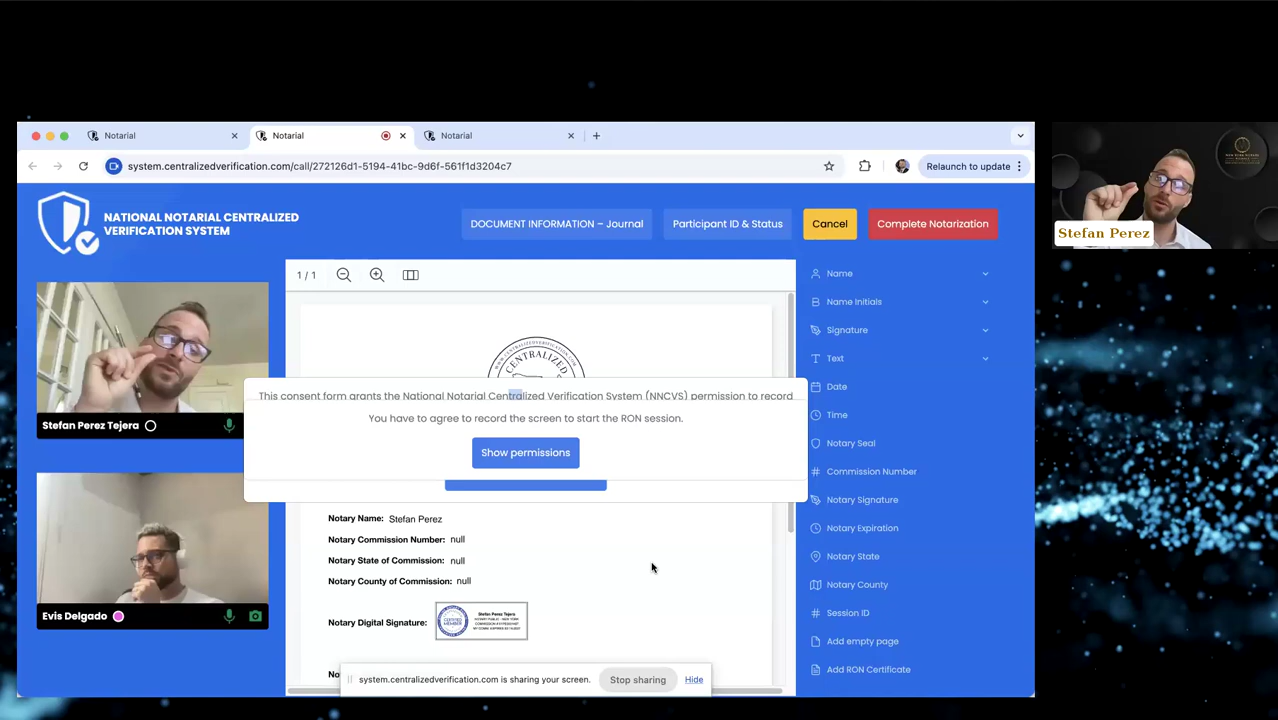 Notarial
Notarial
Notarial
system.centralizedverification.com/call/272126d1-5194-41bc-9d6f-561f1d3204c7
Relaunch to update
NATIONAL NOTARIAL CENTRALIZED
VERIFICATION SYSTEM
DOCUMENT INFORMATION – Journal
Participant ID & Status
Cancel
Complete Notarization
Stefan Perez
1 / 1
CENTRALIZED
Name
Name Initials
Signature
Text
Date
Time
Notary Seal
Commission Number
Notary Signature
Notary Expiration
Notary State
Notary County
Session ID
Add empty page
Add RON Certificate
Stefan Perez Tejera
Evis Delgado
This consent form grants the National Notarial Centralized Verification System (NNCVS) permission to record
You have to agree to record the screen to start the RON session.
Show permissions
Notary Name: Stefan Perez
Notary Commission Number: null
Notary State of Commission: null
Notary County of Commission: null
Notary Digital Signature:
Stefan Perez Tejera
system.centralizedverification.com is sharing your screen.
Stop sharing
Hide